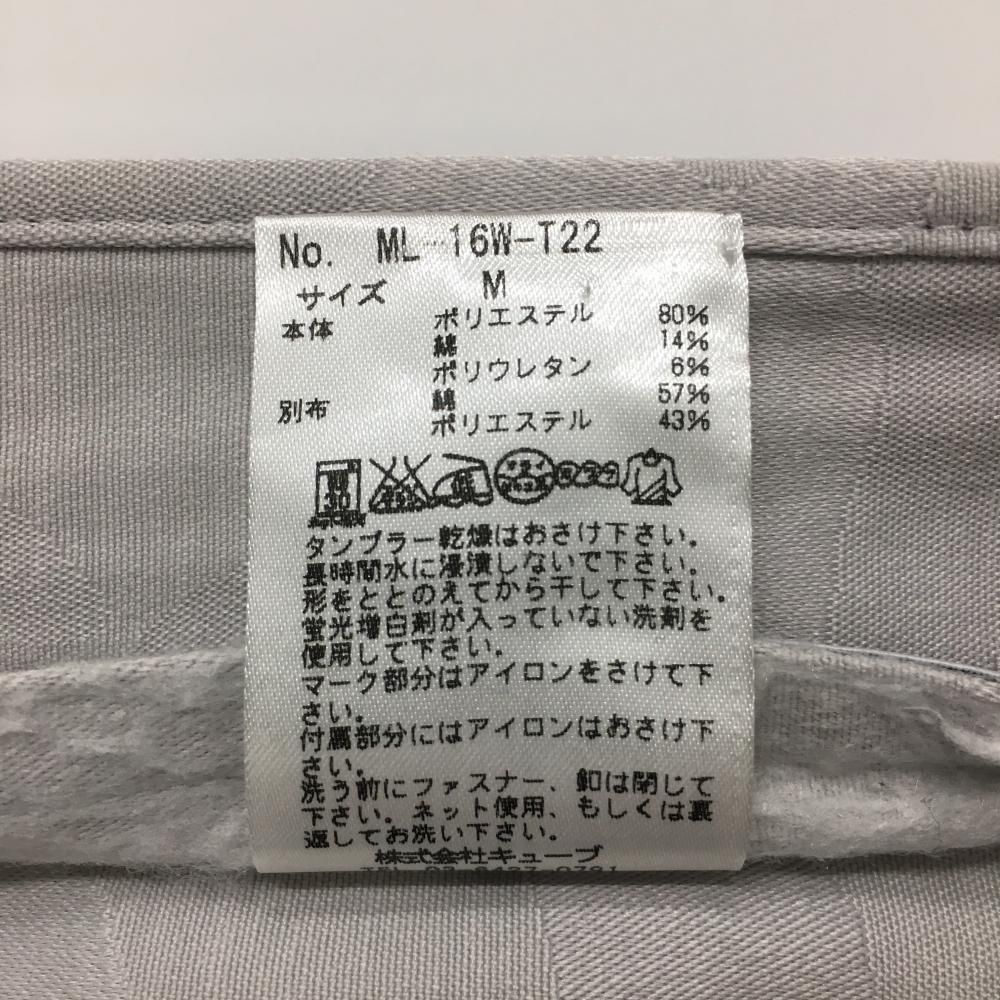 No. ML-16W-T22
サイズ M
本体 ポリエステル 80%
綿 14%
ポリウレタン 6%
別布 綿 57%
ポリエステル 43%
30
タンブラー乾燥はおさけ下さい。
長時間水に浸漬しないで下さい。
形をととのえてから干して下さい。
蛍光増白剤が入っていない洗剤を
使用して下さい。
マーク部分はアイロンをさけて下
さい。
付属部分にはアイロンはおさけ下
さい。
洗う前にファスナー、釦は閉じて
下さい。ネット使用、もしくは裏
返してお洗い下さい。
株式会社キューブ